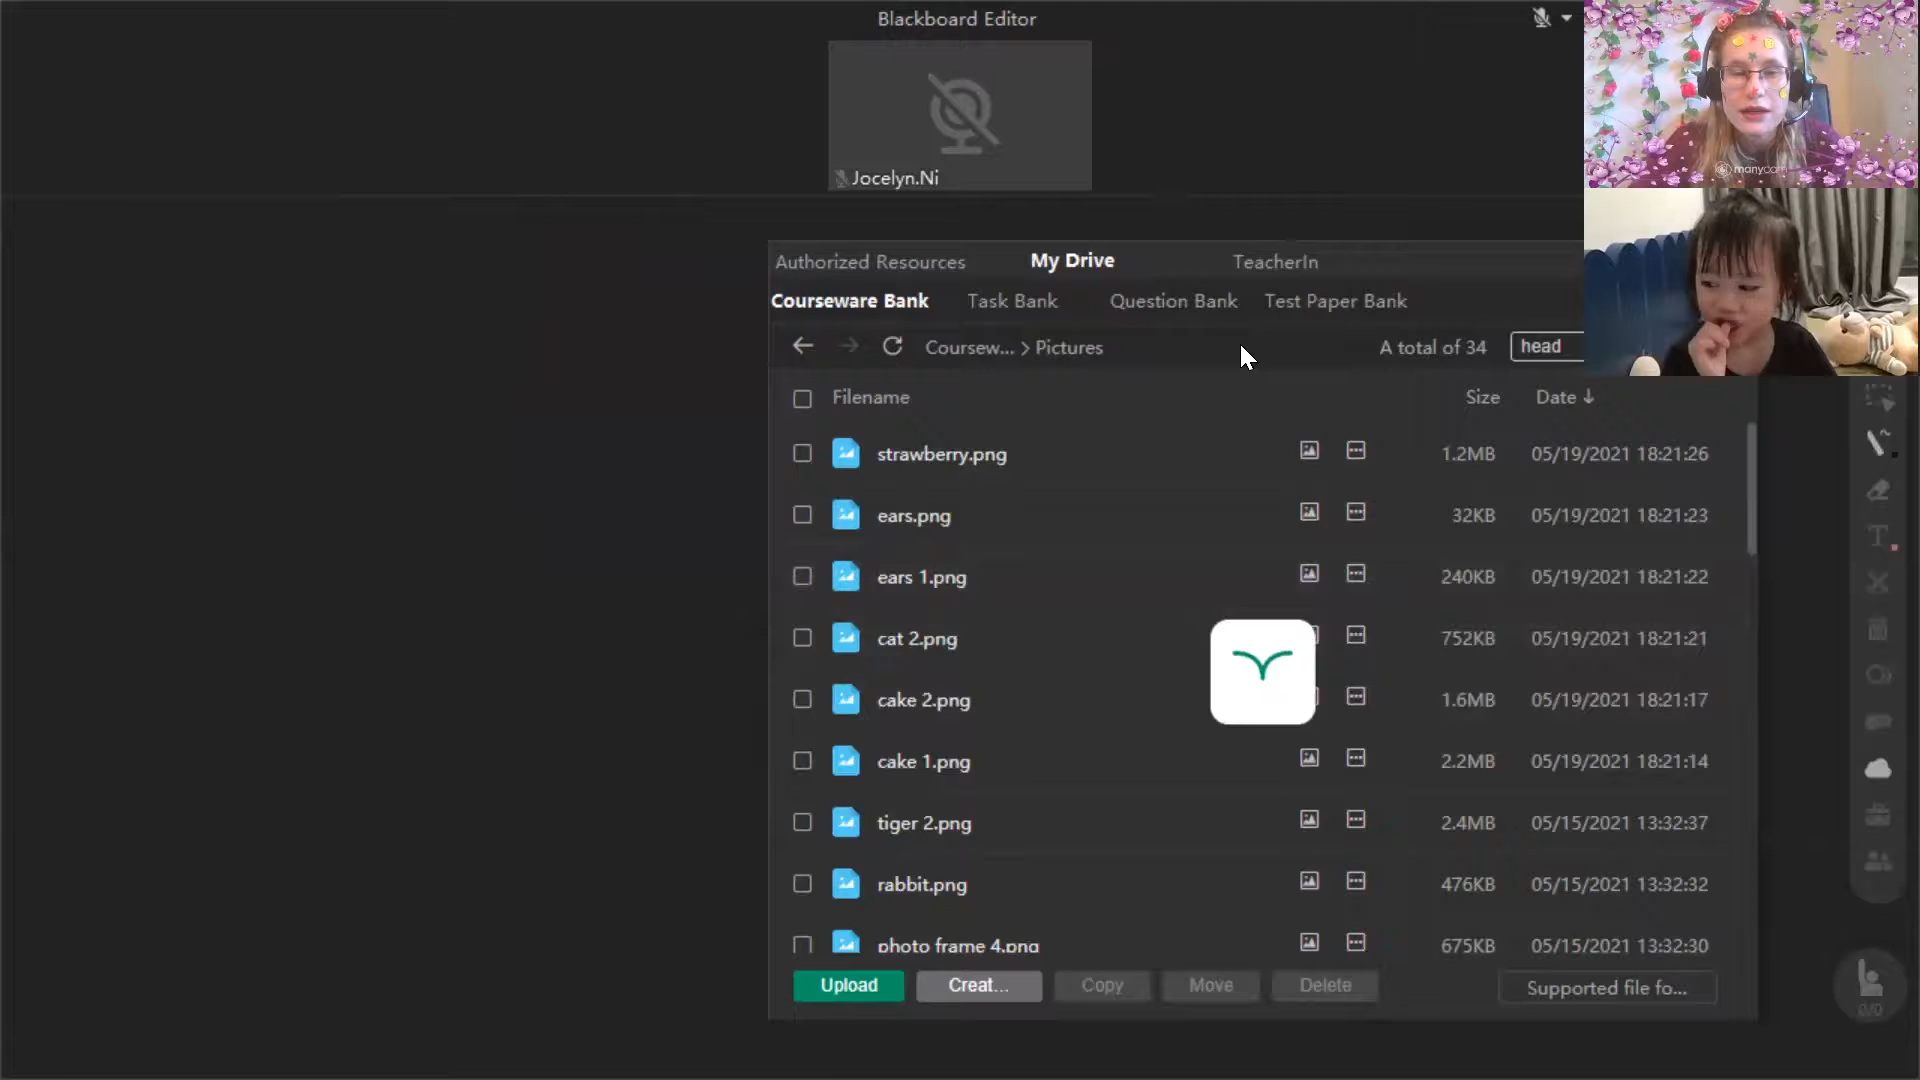 Blackboard Editor
manycam
Jocelyn.Ni
Authorized Resources My Drive TeacherIn
Courseware Bank Task Bank Question Bank Test Paper Bank
Coursew... > Pictures A total of 34 head
Filename Size Date ↓
strawberry.png 1.2MB 05/19/2021 18:21:26
ears.png 32KB 05/19/2021 18:21:23
ears 1.png 240KB 05/19/2021 18:21:22
cat 2.png 752KB 05/19/2021 18:21:21
cake 2.png 1.6MB 05/19/2021 18:21:17
cake 1.png 2.2MB 05/19/2021 18:21:14
tiger 2.png 2.4MB 05/15/2021 13:32:37
rabbit.png 476KB 05/15/2021 13:32:32
photo frame 4.png 675KB 05/15/2021 13:32:30
Upload Creat... Copy Move Delete Supported file fo...
0/0